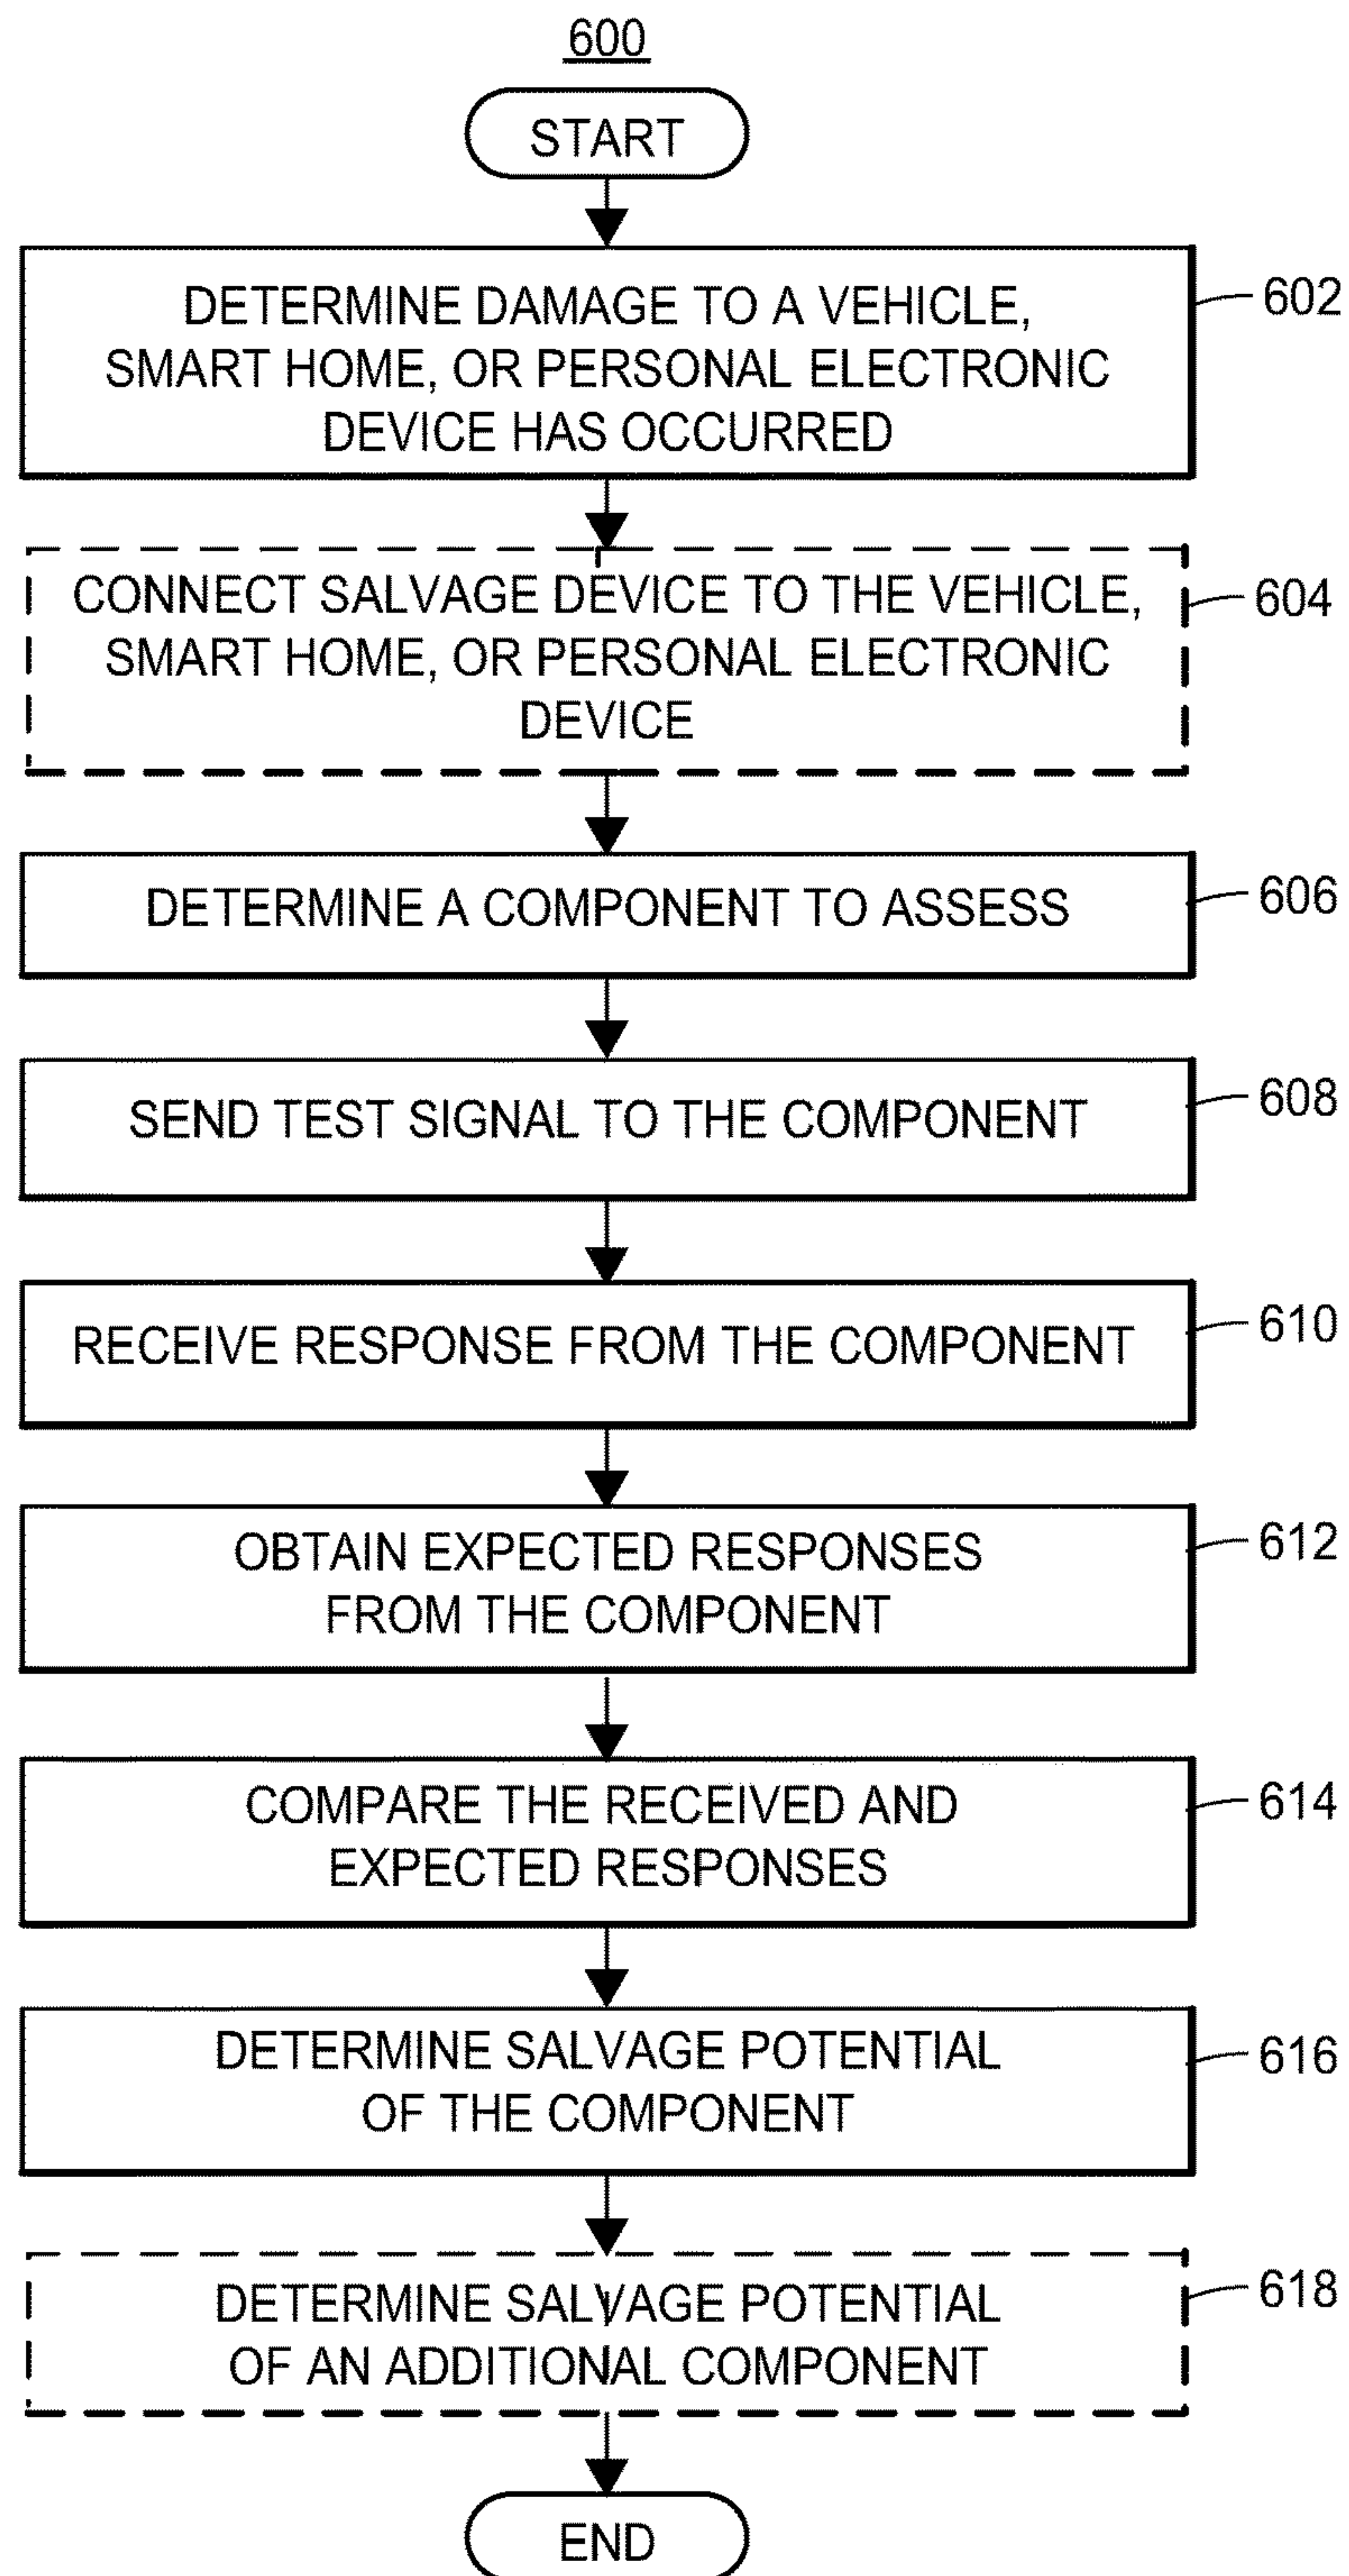 600
START
DETERMINE DAMAGE TO A VEHICLE,
SMART HOME, OR PERSONAL ELECTRONIC
DEVICE HAS OCCURRED
602
CONNECT SALVAGE DEVICE TO THE VEHICLE,
SMART HOME, OR PERSONAL ELECTRONIC
DEVICE
604
DETERMINE A COMPONENT TO ASSESS
606
SEND TEST SIGNAL TO THE COMPONENT
608
RECEIVE RESPONSE FROM THE COMPONENT
610
OBTAIN EXPECTED RESPONSES
FROM THE COMPONENT
612
COMPARE THE RECEIVED AND
EXPECTED RESPONSES
614
DETERMINE SALVAGE POTENTIAL
OF THE COMPONENT
616
DETERMINE SALVAGE POTENTIAL
OF AN ADDITIONAL COMPONENT
618
END